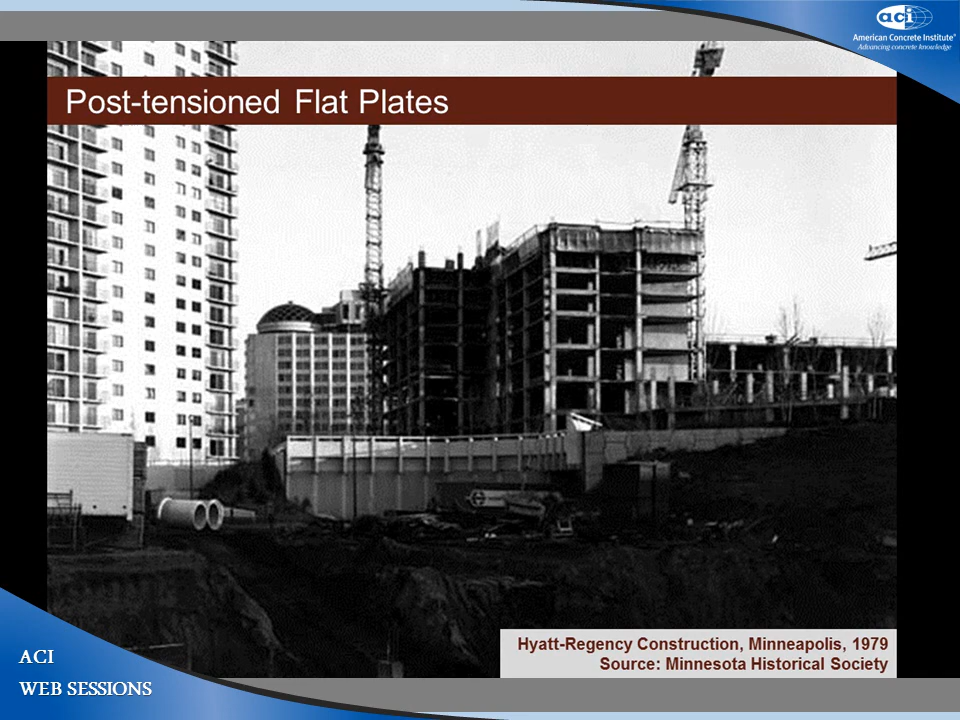 aci
American Concrete Institute®
Advancing concrete knowledge
Post-tensioned Flat Plates
Hyatt-Regency Construction, Minneapolis, 1979
Source: Minnesota Historical Society
ACI
WEB SESSIONS